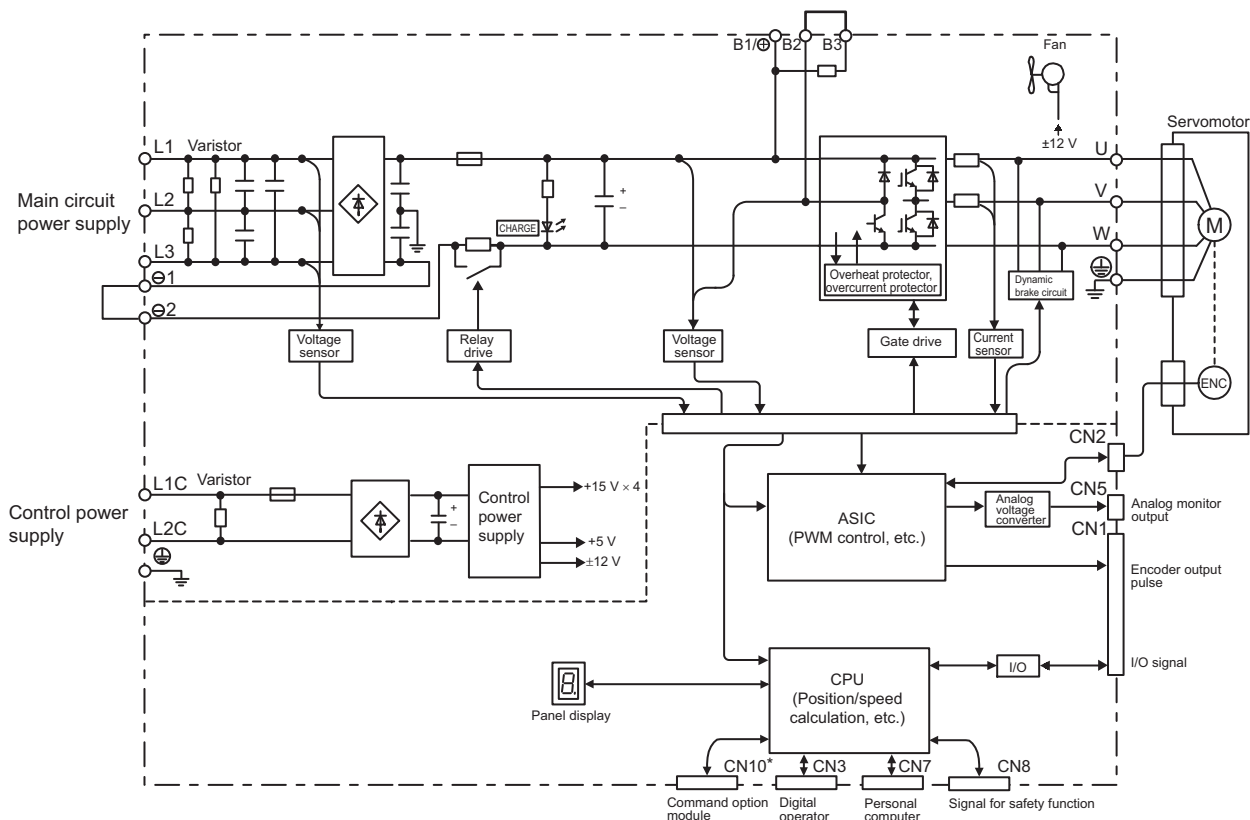 B1/⊕ B2 B3
Fan
±12 V
Servomotor
Main circuit
power supply
L1
Varistor
L2
L3
⊖1
⊖2
CHARGE
+
–
Overheat protector,
overcurrent protector
U
V
W
M
Dynamic
brake circuit
Voltage
sensor
Relay
drive
Voltage
sensor
Gate drive
Current
sensor
ENC
Control power
supply
L1C
Varistor
L2C
+
–
Control
power
supply
+15 V × 4
+5 V
±12 V
ASIC
(PWM control, etc.)
Analog
voltage
converter
CN2
CN5
Analog monitor
output
CN1
Encoder output
pulse
I/O
I/O signal
CPU
(Position/speed
calculation, etc.)
8.
Panel display
CN10* CN3 CN7 CN8
Command option
module
Digital
operator
Personal
computer
Signal for safety function